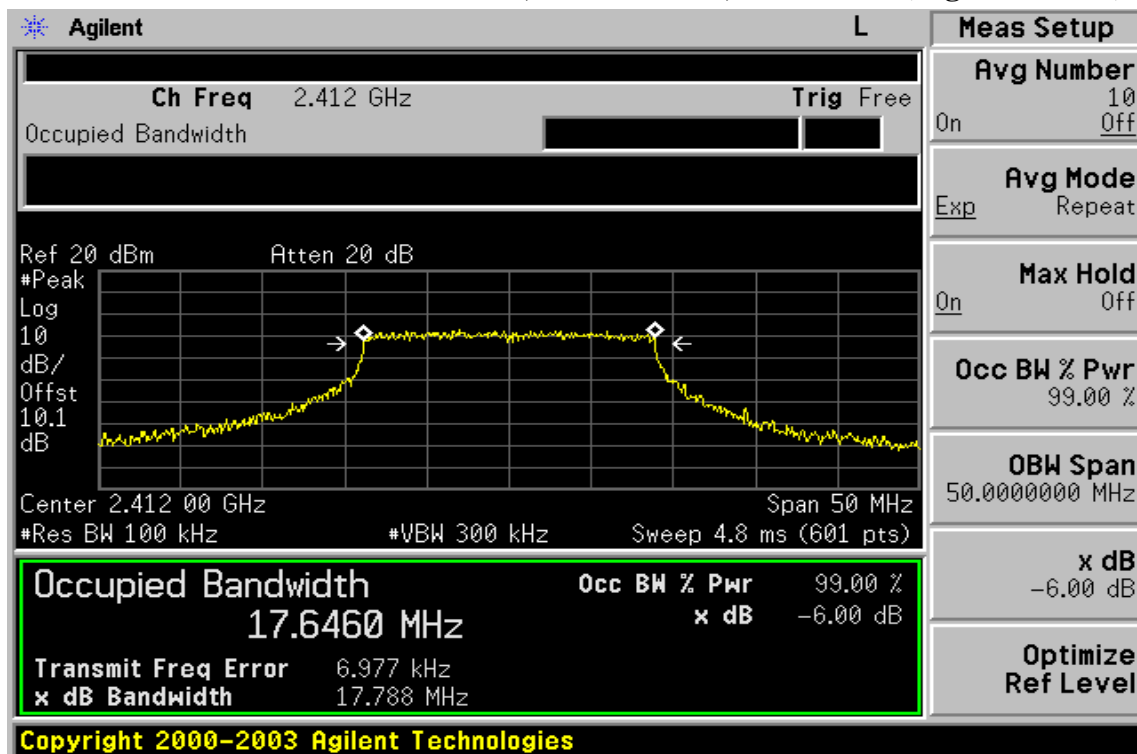 Agilent L
Ch Freq 2.412 GHz Trig Free
Occupied Bandwidth
Ref 20 dBm Atten 20 dB
#Peak
Log
10
dB/
Offst
10.1
dB
Center 2.412 00 GHz Span 50 MHz
#Res BW 100 kHz #VBW 300 kHz Sweep 4.8 ms (601 pts)
Occupied Bandwidth Occ BW % Pwr 99.00 %
17.6460 MHz x dB -6.00 dB
Transmit Freq Error 6.977 kHz
x dB Bandwidth 17.788 MHz
Copyright 2000-2003 Agilent Technologies
Meas Setup
Avg Number
10
On Off
Avg Mode
Exp Repeat
Max Hold
On Off
Occ BW % Pwr
99.00 %
OBW Span
50.0000000 MHz
x dB
-6.00 dB
Optimize
Ref Level